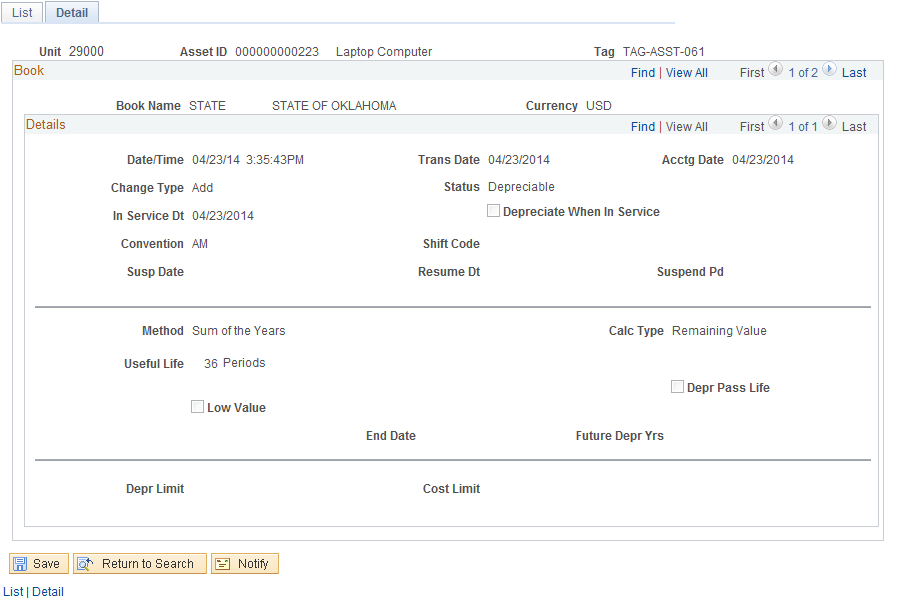 List Detail
Unit 29000 Asset ID 000000000223 Laptop Computer Tag TAG-ASST-061
Book Find | View All First 1 of 2 Last
Book Name STATE STATE OF OKLAHOMA Currency USD
Details Find | View All First 1 of 1 Last
Date/Time 04/23/14 3:35:43PM Trans Date 04/23/2014 Acctg Date 04/23/2014
Change Type Add Status Depreciable
In Service Dt 04/23/2014 Depreciate When In Service
Convention AM Shift Code
Susp Date Resume Dt Suspend Pd
Method Sum of the Years Calc Type Remaining Value
Useful Life 36 Periods
Depr Pass Life
Low Value
End Date Future Depr Yrs
Depr Limit Cost Limit
Save Return to Search Notify
List | Detail